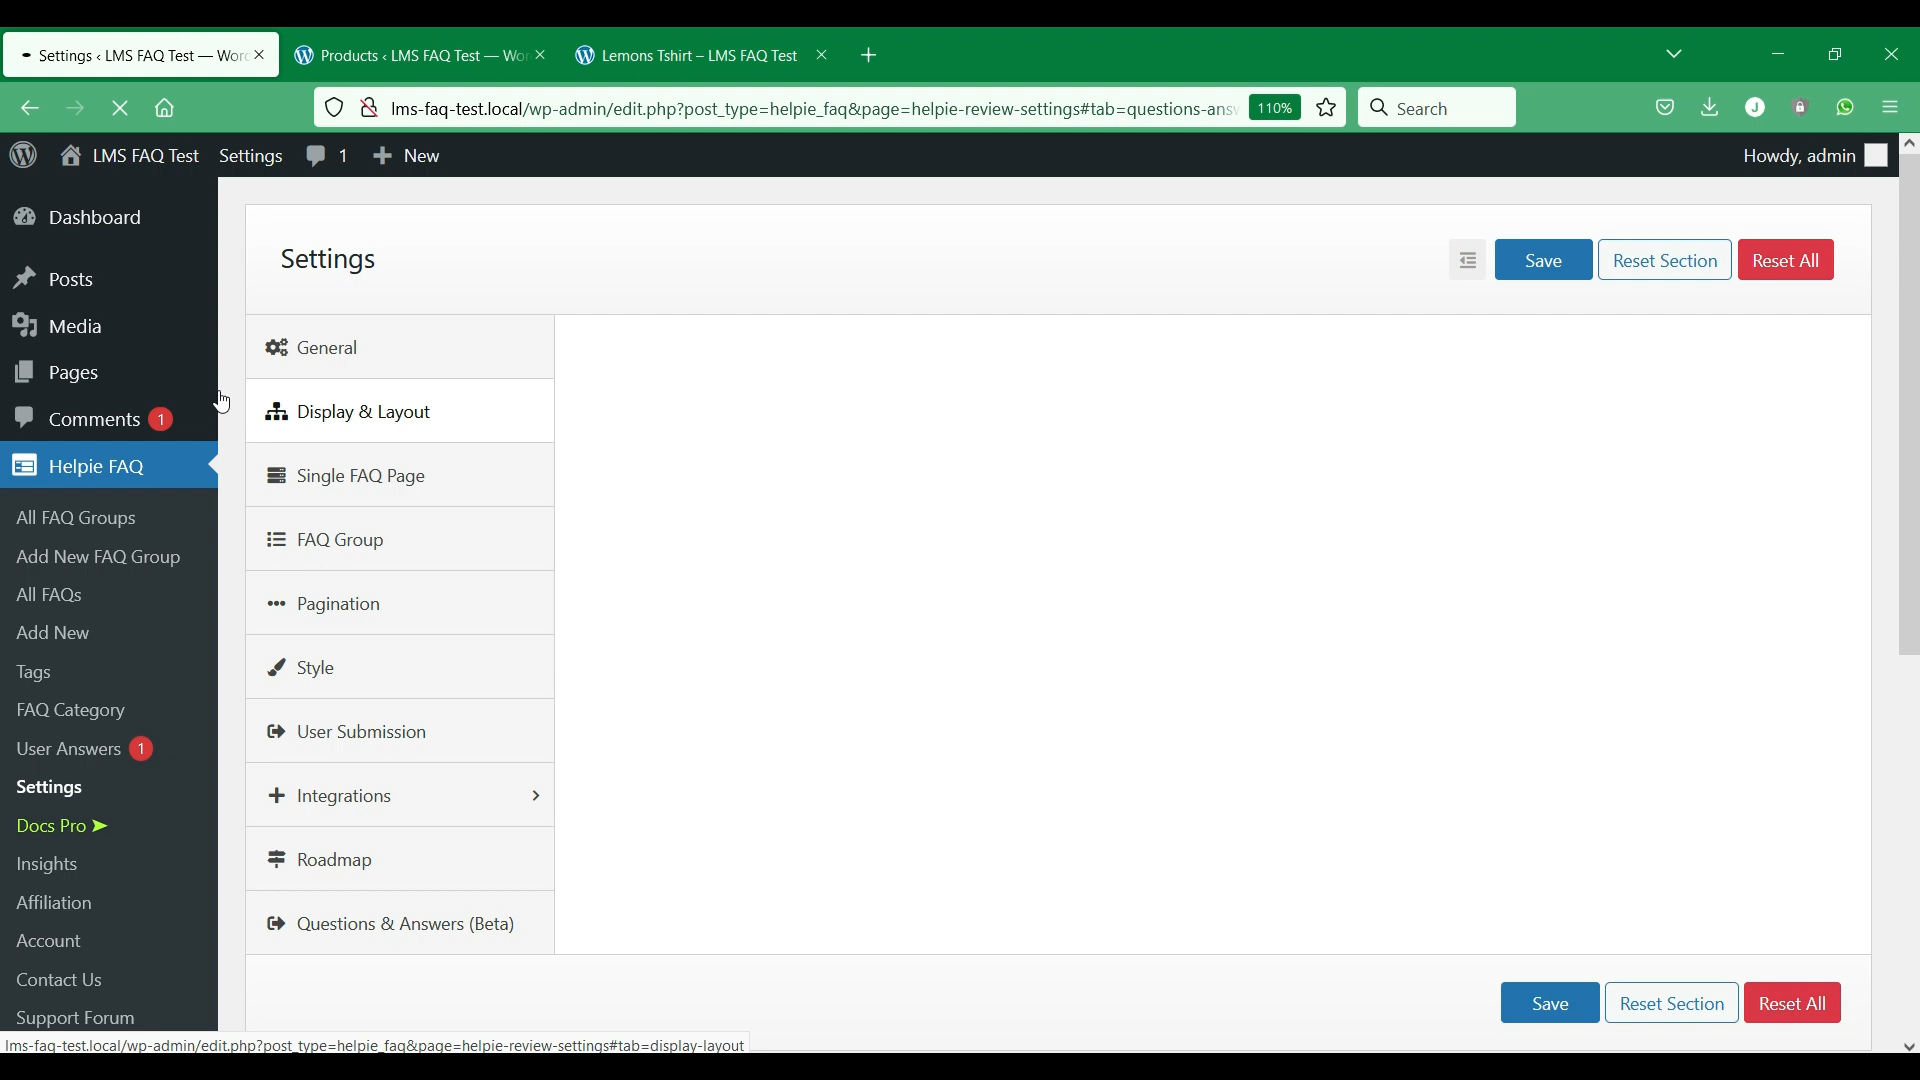 Settings ‹ LMS FAQ Test — Wor
Products ‹ LMS FAQ Test — Wor
Lemons Tshirt – LMS FAQ Test
lms-faq-test.local/wp-admin/edit.php?post_type=helpie_faq&page=helpie-review-settings#tab=questions-ansv
110%
Search
J
LMS FAQ Test
Settings
1
New
Howdy, admin
Dashboard
Posts
Media
Pages
Comments 1
Helpie FAQ
All FAQ Groups
Add New FAQ Group
All FAQs
Add New
Tags
FAQ Category
User Answers 1
Settings
Docs Pro ➤
Insights
Affiliation
Account
Contact Us
Support Forum
Settings
Save
Reset Section
Reset All
General
Display & Layout
Single FAQ Page
FAQ Group
Pagination
Style
User Submission
Integrations
Roadmap
Questions & Answers (Beta)
Save
Reset Section
Reset All
lms-faq-test.local/wp-admin/edit.php?post_type=helpie_faq&page=helpie-review-settings#tab=display-layout